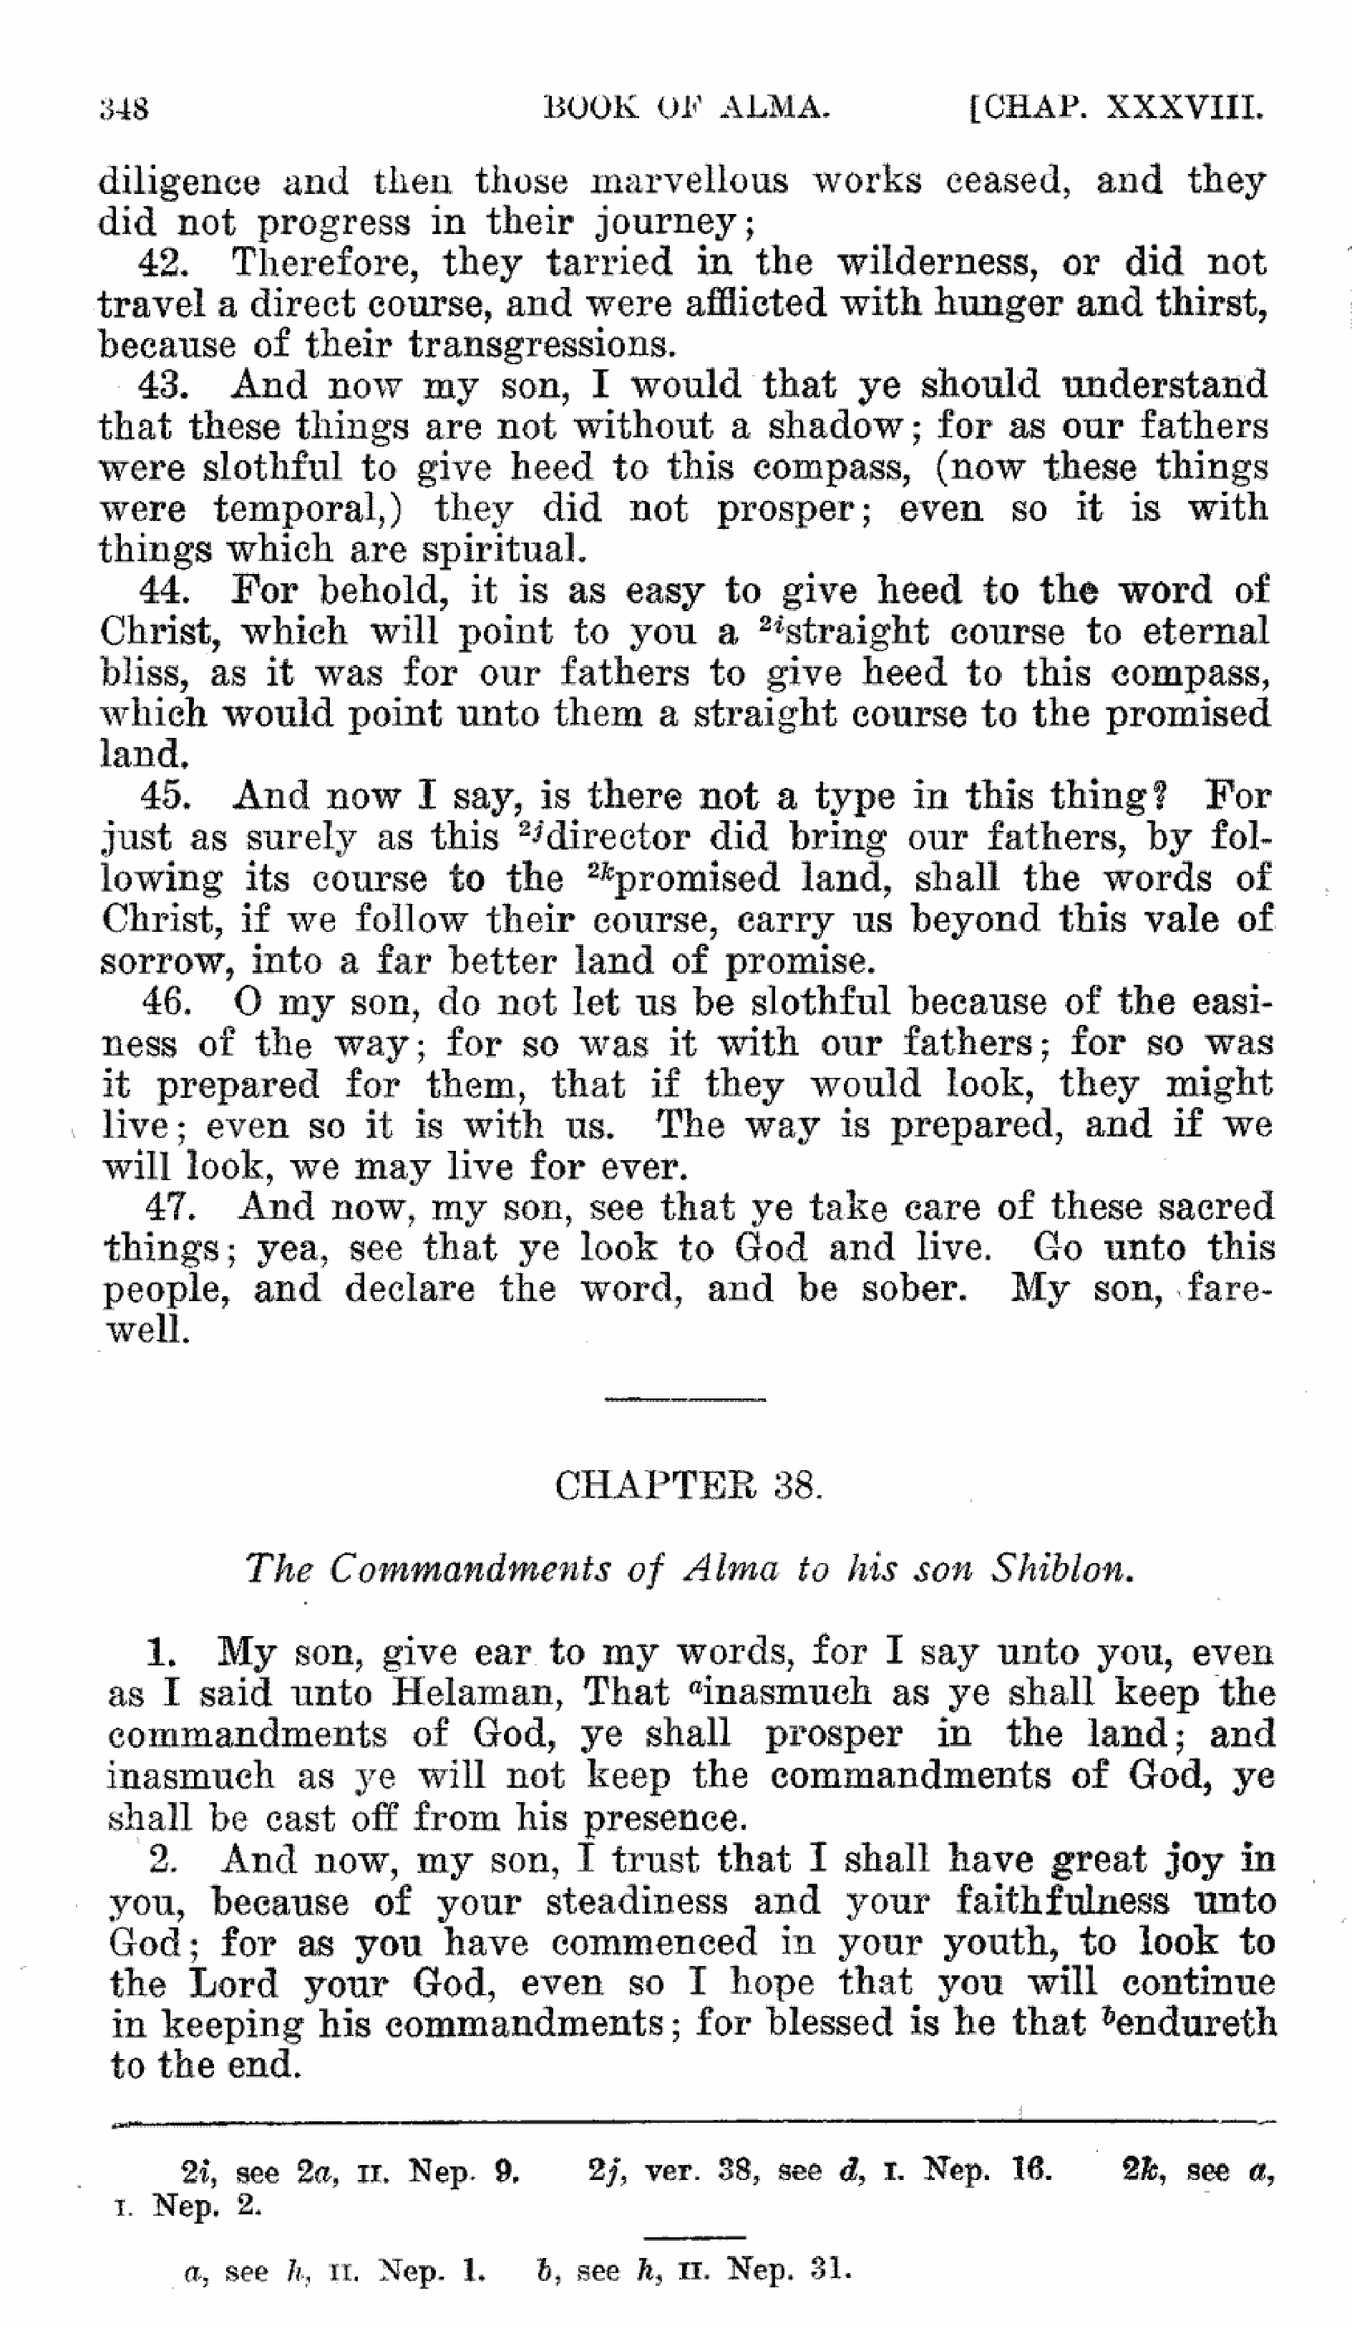 348 BOOK OF ALMA. [CHAP. XXXVIII.
diligence and then those marvellous works ceased, and they
did not progress in their journey;
42. Therefore, they tarried in the wilderness, or did not
travel a direct course, and were afflicted with hunger and thirst,
because of their transgressions.
43. And now my son, I would that ye should understand
that these things are not without a shadow; for as our fathers
were slothful to give heed to this compass, (now these things
were temporal,) they did not prosper; even so it is with
things which are spiritual.
44. For behold, it is as easy to give heed to the word of
Christ, which will point to you a 2istraight course to eternal
bliss, as it was for our fathers to give heed to this compass,
which would point unto them a straight course to the promised
land.
45. And now I say, is there not a type in this thing? For
just as surely as this 2jdirector did bring our fathers, by fol-
lowing its course to the 2kpromised land, shall the words of
Christ, if we follow their course, carry us beyond this vale of
sorrow, into a far better land of promise.
46. O my son, do not let us be slothful because of the easi-
ness of the way; for so was it with our fathers; for so was
it prepared for them, that if they would look, they might
live; even so it is with us. The way is prepared, and if we
will look, we may live for ever.
47. And now, my son, see that ye take care of these sacred
things; yea, see that ye look to God and live. Go unto this
people, and declare the word, and be sober. My son, fare-
well.
CHAPTER 38.
The Commandments of Alma to his son Shiblon.
1. My son, give ear to my words, for I say unto you, even
as I said unto Helaman, That ainasmuch as ye shall keep the
commandments of God, ye shall prosper in the land; and
inasmuch as ye will not keep the commandments of God, ye
shall be cast off from his presence.
2. And now, my son, I trust that I shall have great joy in
you, because of your steadiness and your faithfulness unto
God; for as you have commenced in your youth, to look to
the Lord your God, even so I hope that you will continue
in keeping his commandments; for blessed is he that bendureth
to the end.
2i, see 2a, II. Nep. 9. 2j, ver. 38, see d, I. Nep. 16. 2k, see a,
I. Nep. 2.
a, see h, II. Nep. 1. b, see h, II. Nep. 31.